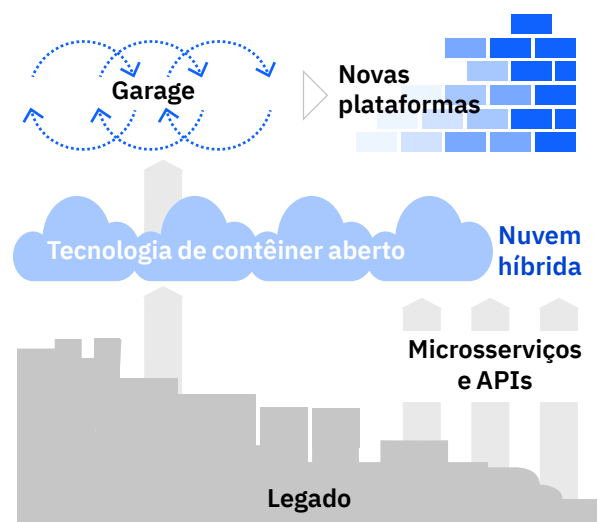 Garage
Novas
plataformas
Tecnologia de contêiner aberto
Nuvem
híbrida
Microsserviços
e APIs
Legado